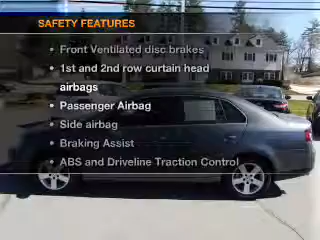 SAFETY FEATURES
• Front Ventilated disc brakes
• 1st and 2nd row curtain head
airbags
• Passenger Airbag
• Side airbag
• Braking Assist
• ABS and Driveline Traction Control